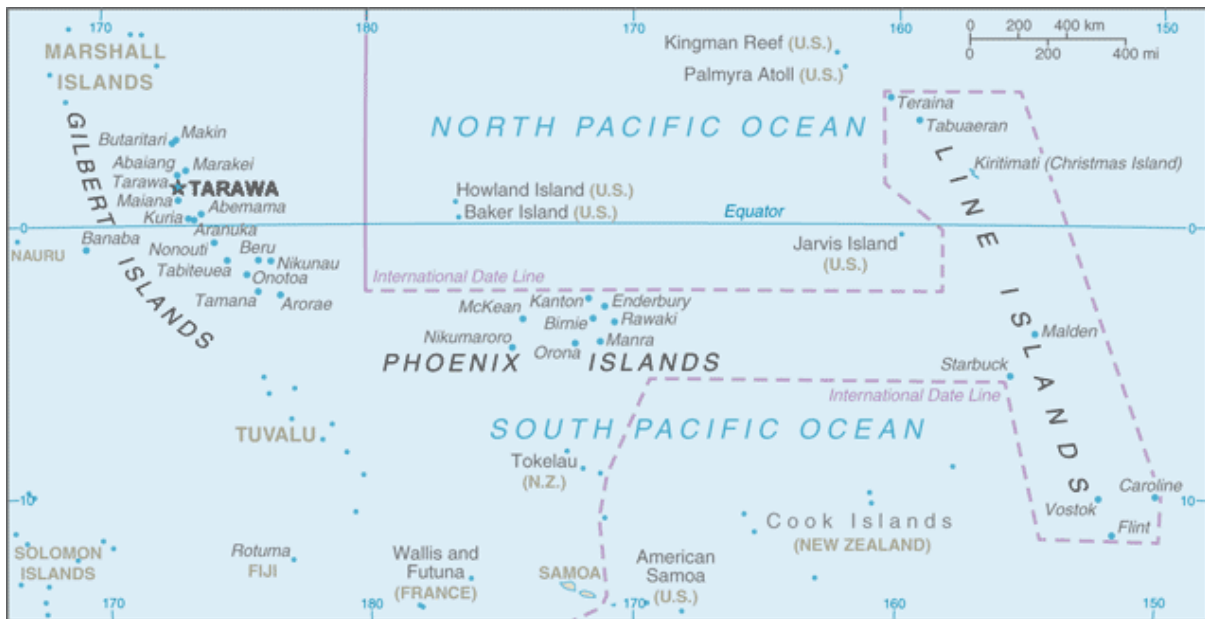 170
180
170
160
150
0
200
400 km
0
200
400 mi
MARSHALL
ISLANDS
Kingman Reef (U.S.)
Palmyra Atoll (U.S.)
Teraina
Tabuaeran
GILBERT ISLANDS
Makin
Butaritari
NORTH PACIFIC OCEAN
Abaiang
Marakei
Tarawa
TARAWA
Kiritimati (Christmas Island)
LINE ISLANDS
Maiana
Abemama
Kuria
Howland Island (U.S.)
Baker Island (U.S.)
Equator
0
0
Aranuka
Banaba
Nonouti
Beru
NAURU
Tabiteuea
Nikunau
Onotoa
Tamana
Arorae
Jarvis Island
(U.S.)
International Date Line
McKean
Kanton
Enderbury
Birnie
Rawaki
Nikumaroro
Orona
Manra
PHOENIX ISLANDS
Malden
Starbuck
International Date Line
TUVALU
SOUTH PACIFIC OCEAN
Tokelau
(N.Z.)
Caroline
Vostok
Flint
10
10
Cook Islands
(NEW ZEALAND)
SOLOMON
ISLANDS
Rotuma
FIJI
Wallis and
Futuna
(FRANCE)
SAMOA
American
Samoa
(U.S.)
170
180
170
160
150